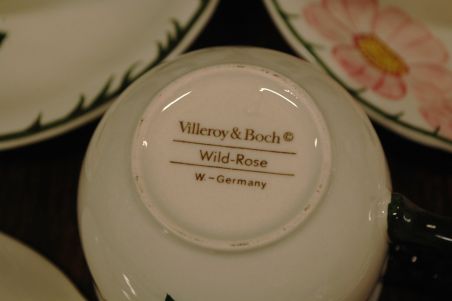 Villeroy & Boch ©
Wild-Rose
W.-Germany